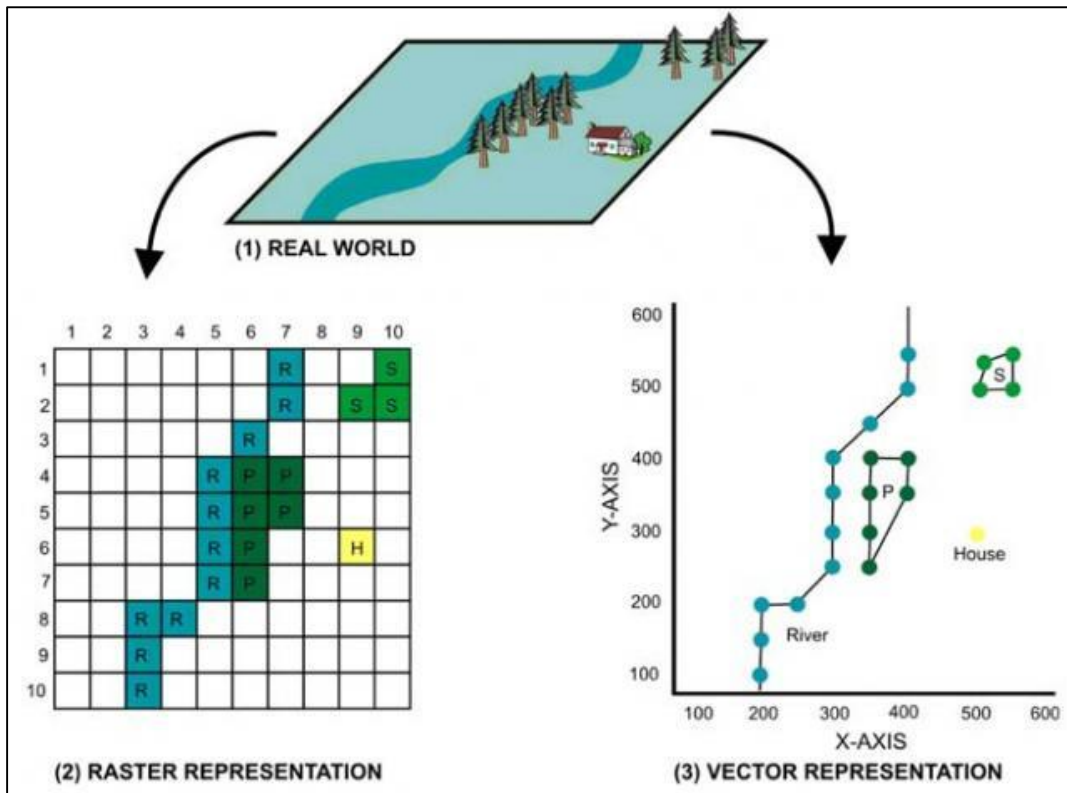 (1) REAL WORLD
1 2 3 4 5 6 7 8 9 10
1 R S
2 R S S
3 R
4 R P P
5 R P P
6 R P H
7 R P
8 R R
9 R
10 R
(2) RASTER REPRESENTATION
600
500
400
300
200
100
Y-AXIS
S
P
House
River
100 200 300 400 500 600
X-AXIS
(3) VECTOR REPRESENTATION